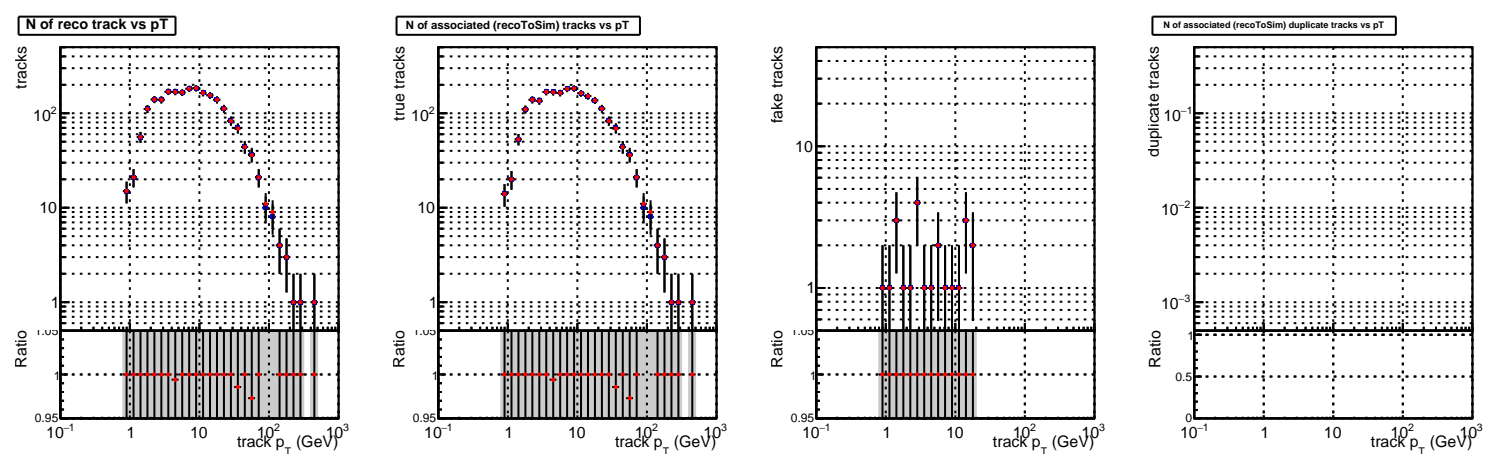 N of reco track vs pT
tracks
10²
10
1
Ratio
1.05
1
0.95
10⁻¹ 1 10 10² 10³
track p_T (GeV)
N of associated (recoToSim) tracks vs pT
true tracks
10²
10
1
Ratio
1.05
1
0.95
10⁻¹ 1 10 10² 10³
track p_T (GeV)
fake tracks
10
1
Ratio
1.05
1
0.95
10⁻¹ 1 10 10² 10³
track p_T (GeV)
N of associated (recoToSim) duplicate tracks vs pT
duplicate tracks
10⁻¹
10⁻²
10⁻³
Ratio
1
0.5
0
10⁻¹ 1 10 10² 10³
track p_T (GeV)